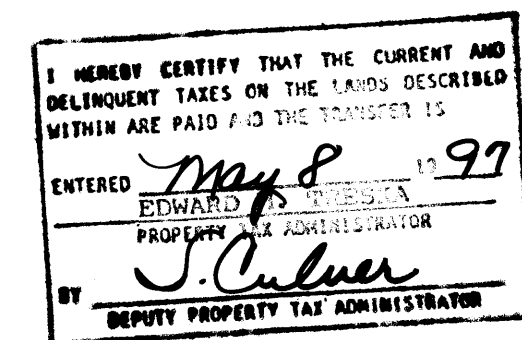 I HEREBY CERTIFY THAT THE CURRENT AND
DELINQUENT TAXES ON THE LANDS DESCRIBED
WITHIN ARE PAID AND THE TRANSFER IS
ENTERED May 8 19 97
EDWARD TRESKA
PROPERTY TAX ADMINISTRATOR
BY J. Culver
DEPUTY PROPERTY TAX ADMINISTRATOR